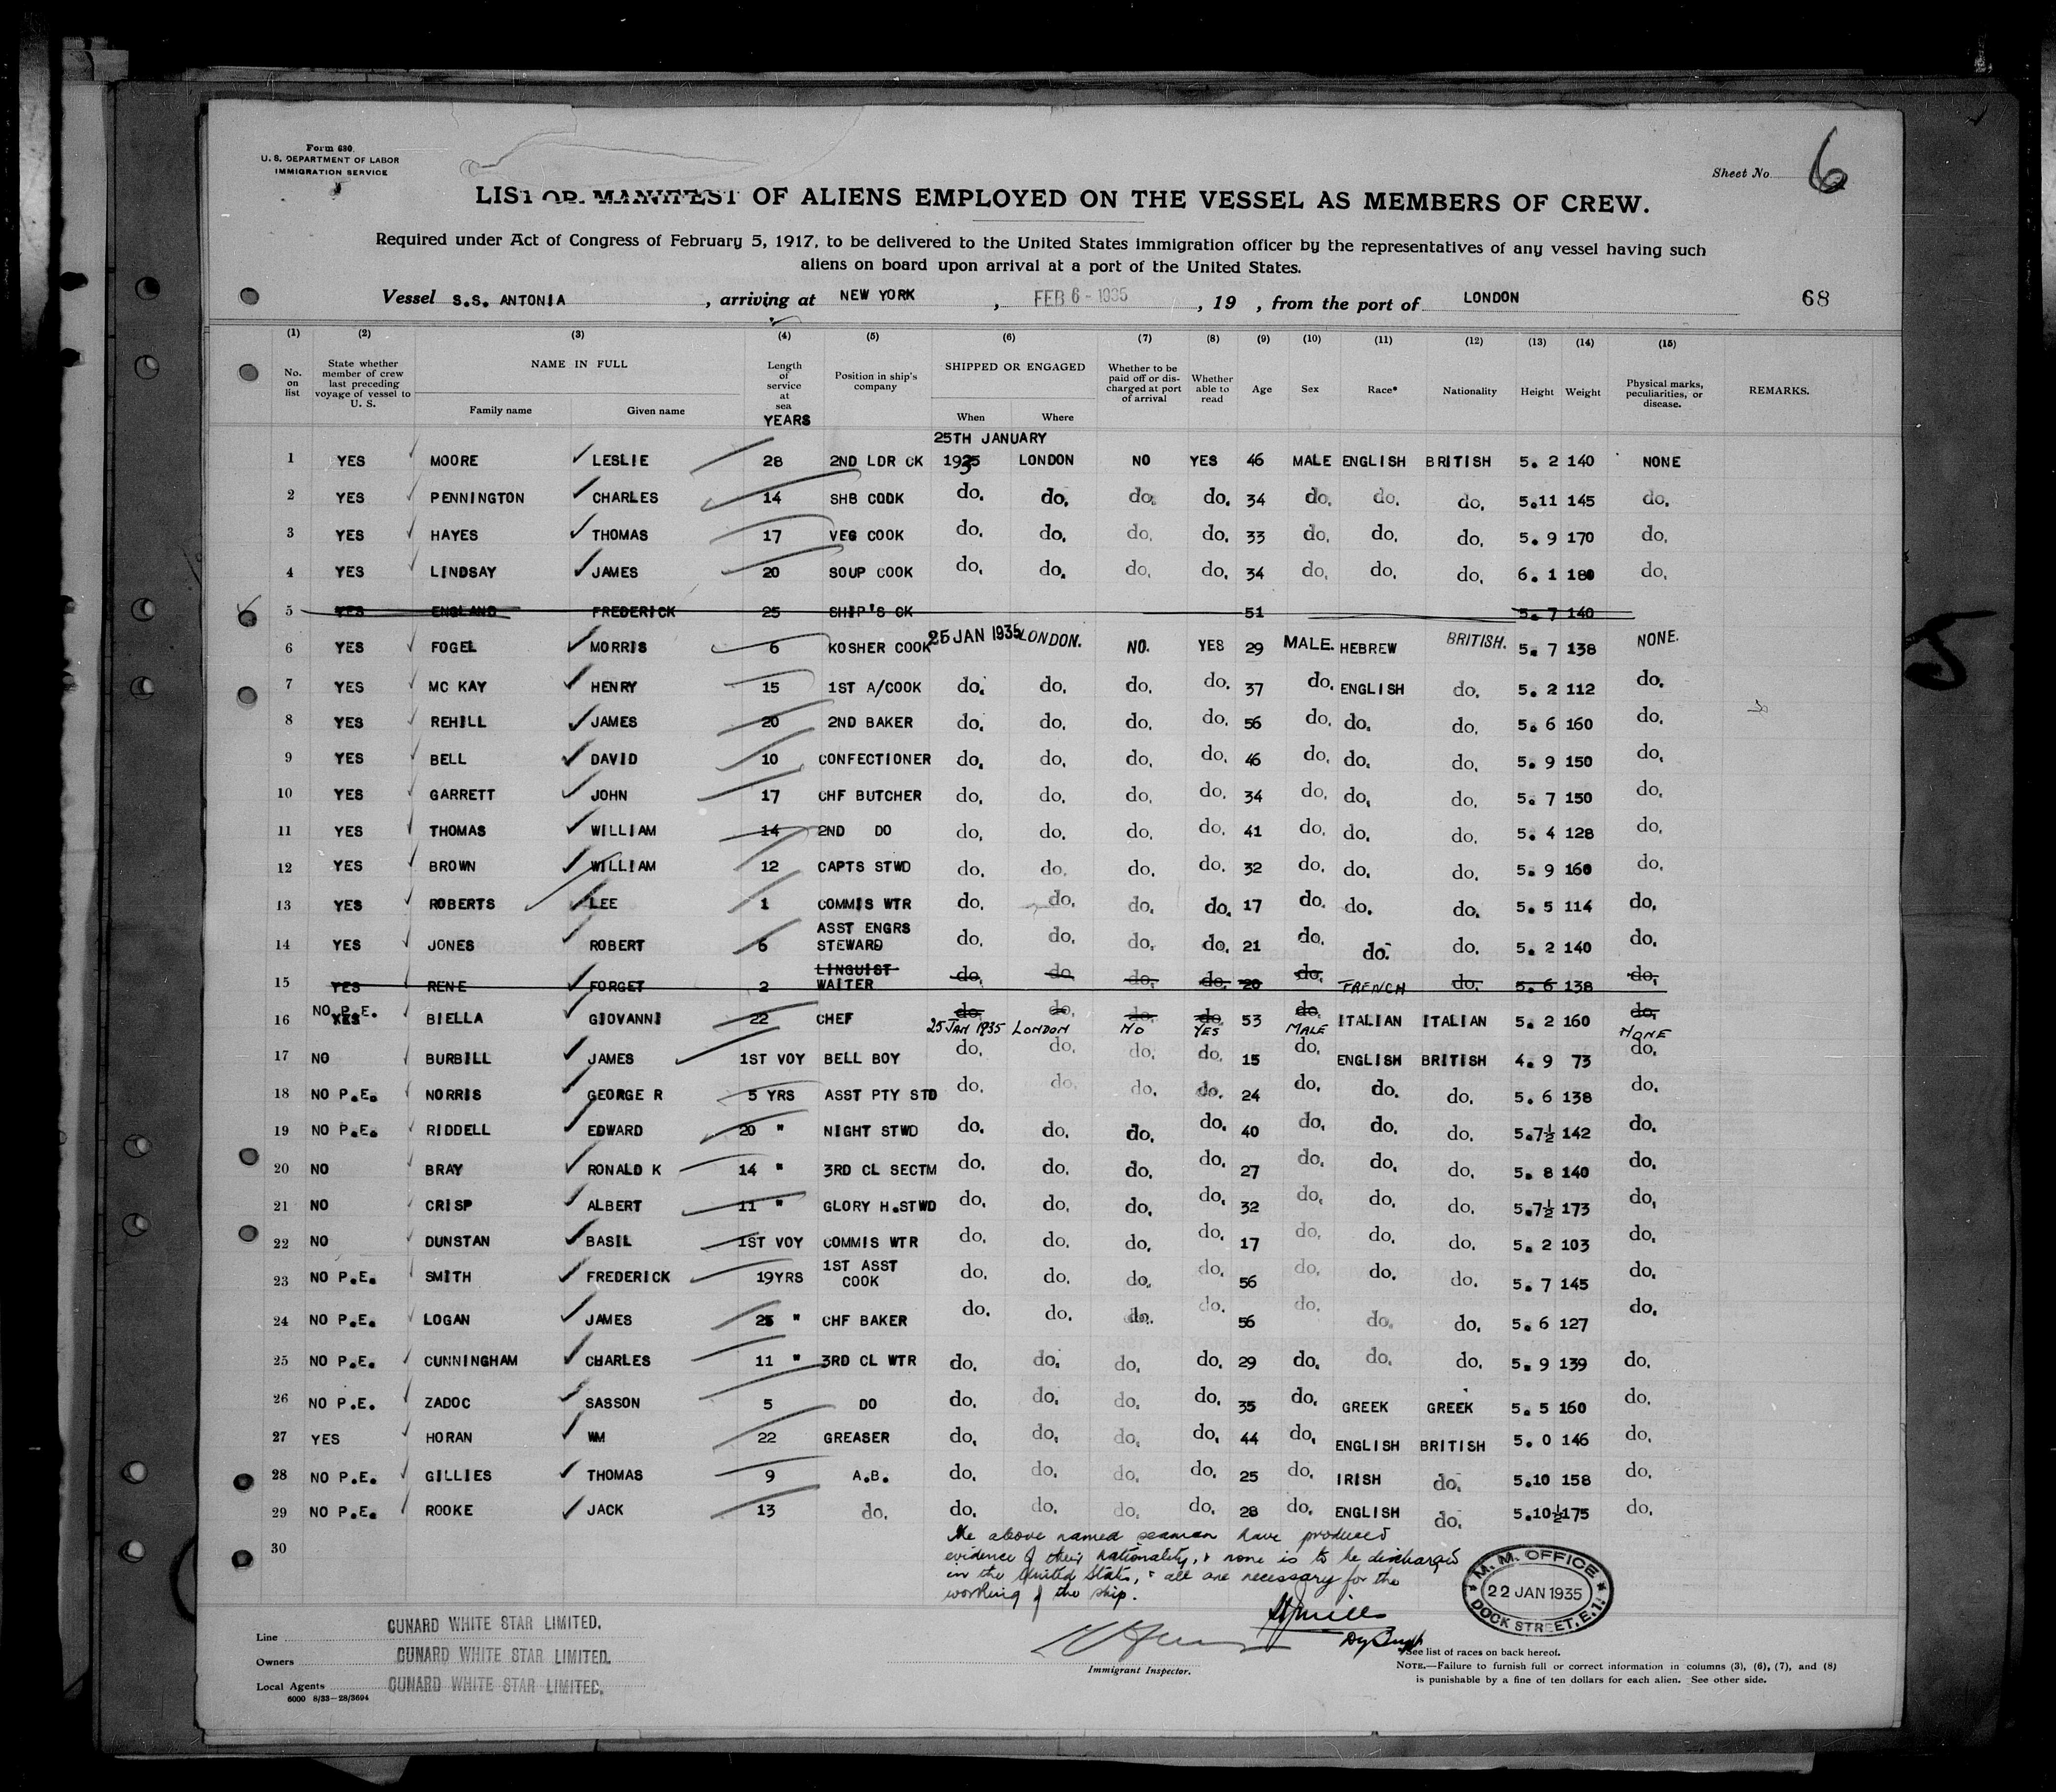 Form 680.
U. S. DEPARTMENT OF LABOR
IMMIGRATION SERVICE
Sheet No. 6
LIST OR MANIFEST OF ALIENS EMPLOYED ON THE VESSEL AS MEMBERS OF CREW.
Required under Act of Congress of February 5, 1917, to be delivered to the United States immigration officer by the representatives of any vessel having such
aliens on board upon arrival at a port of the United States.
Vessel S.S. ANTONIA , arriving at NEW YORK , FEB 6 - 1935 , 19 , from the port of LONDON 68
(1) (2) (3) (4) (5) (6) (7) (8) (9) (10) (11) (12) (13) (14) (15)
No. on list State whether member of crew last preceding voyage of vessel to U. S. NAME IN FULL Family name Given name Length of service at sea YEARS Position in ship's company SHIPPED OR ENGAGED When Where Whether to be paid off or discharged at port of arrival Whether able to read Age Sex Race* Nationality Height Weight Physical marks, peculiarities, or disease. REMARKS.
25TH JANUARY
1 YES MOORE LESLIE 28 2ND LDR CK 1935 LONDON NO YES 46 MALE ENGLISH BRITISH 5. 2 140 NONE
2 YES PENNINGTON CHARLES 14 SHB COOK do. do. do. do. 34 do. do. do. 5.11 145 do.
3 YES HAYES THOMAS 17 VEG COOK do. do. do. do. 33 do. do. do. 5. 9 170 do.
4 YES LINDSAY JAMES 20 SOUP COOK do. do. do. do. 34 do. do. do. 6. 1 180 do.
5 YES ENGLAND FREDERICK 25 SHIP'S CK 51 5. 7 140
6 YES FOGEL MORRIS 6 KOSHER COOK 25 JAN 1935 LONDON. NO. YES 29 MALE. HEBREW BRITISH. 5. 7 138 NONE.
7 YES MC KAY HENRY 15 1ST A/COOK do. do. do. do. 37 do. ENGLISH do. 5. 2 112 do.
8 YES REHILL JAMES 20 2ND BAKER do. do. do. do. 56 do. do. do. 5. 6 160 do.
9 YES BELL DAVID 10 CONFECTIONER do. do. do. do. 46 do. do. do. 5. 9 150 do.
10 YES GARRETT JOHN 17 CHF BUTCHER do. do. do. do. 34 do. do. do. 5. 7 150 do.
11 YES THOMAS WILLIAM 14 2ND DO do. do. do. do. 41 do. do. do. 5. 4 128 do.
12 YES BROWN WILLIAM 12 CAPTS STWD do. do. do. do. 32 do. do. do. 5. 9 160 do.
13 YES ROBERTS LEE 1 COMMIS WTR do. do. do. do. 17 do. do. do. 5. 5 114 do.
14 YES JONES ROBERT 6 ASST ENGRS STEWARD do. do. do. do. 21 do. do. do. 5. 2 140 do.
15 YES RENE FORGET 2 LINGUIST WAITER do. do do. do. 20 do. FRENCH do. 5. 6 138 do.
16 NO P.E. YES BIELLA GIOVANNI 22 CHEF do. do. do. do. 53 do. ITALIAN ITALIAN 5. 2 160 do.
25 JAN 1935 LONDON NO YES MALE NONE
17 NO BURBILL JAMES 1ST VOY BELL BOY do. do. do. do. 15 do. ENGLISH BRITISH 4. 9 73 do.
18 NO P.E. NORRIS GEORGE R 5 YRS ASST PTY STD do. do. do. do. 24 do. do. do. 5. 6 138 do.
19 NO P.E. RIDDELL EDWARD 20 " NIGHT STWD do. do. do. do. 40 do. do. do. 5.7½ 142 do.
20 NO BRAY RONALD K 14 " 3RD CL SECTM do. do. do. do. 27 do. do. do. 5. 8 140 do.
21 NO CRISP ALBERT 11 " GLORY H.STWD do. do. do. do. 32 do. do. do. 5.7½ 173 do.
22 NO DUNSTAN BASIL 1ST VOY COMMIS WTR do. do. do. do. 17 do. do. do. 5. 2 103 do.
23 NO P.E. SMITH FREDERICK 19YRS 1ST ASST COOK do. do. do. do. 56 do. do. do. 5. 7 145 do.
24 NO P.E. LOGAN JAMES 25 " CHF BAKER do. do. do. do. 56 do. do. do. 5. 6 127 do.
25 NO P.E. CUNNINGHAM CHARLES 11 " 3RD CL WTR do. do. do. do. 29 do. do. do. 5. 9 139 do.
26 NO P.E. ZADOC SASSON 5 DO do. do. do. do. 35 do. GREEK GREEK 5. 5 160 do.
27 YES HORAN WM 22 GREASER do. do. do. do. 44 do. ENGLISH BRITISH 5. 0 146 do.
28 NO P.E. GILLIES THOMAS 9 A.B. do. do. do. do. 25 do. IRISH do. 5.10 158 do.
29 NO P.E. ROOKE JACK 13 do. do. do. do. do. 28 do. ENGLISH do. 5.10½ 175 do.
30
The above named seaman have produced
evidence of their nationality, & none is to be discharged
in the United States, & all are necessary for the
working of the ship.
M. M. OFFICE
22 JAN 1935
DOCK STREET, E.1.
Line CUNARD WHITE STAR LIMITED.
Owners CUNARD WHITE STAR LIMITED.
Local Agents CUNARD WHITE STAR LIMITED.
6000 8/33—28/3694
Immigrant Inspector.
*See list of races on back hereof.
NOTE.—Failure to furnish full or correct information in columns (3), (6), (7), and (8)
is punishable by a fine of ten dollars for each alien. See other side.
5